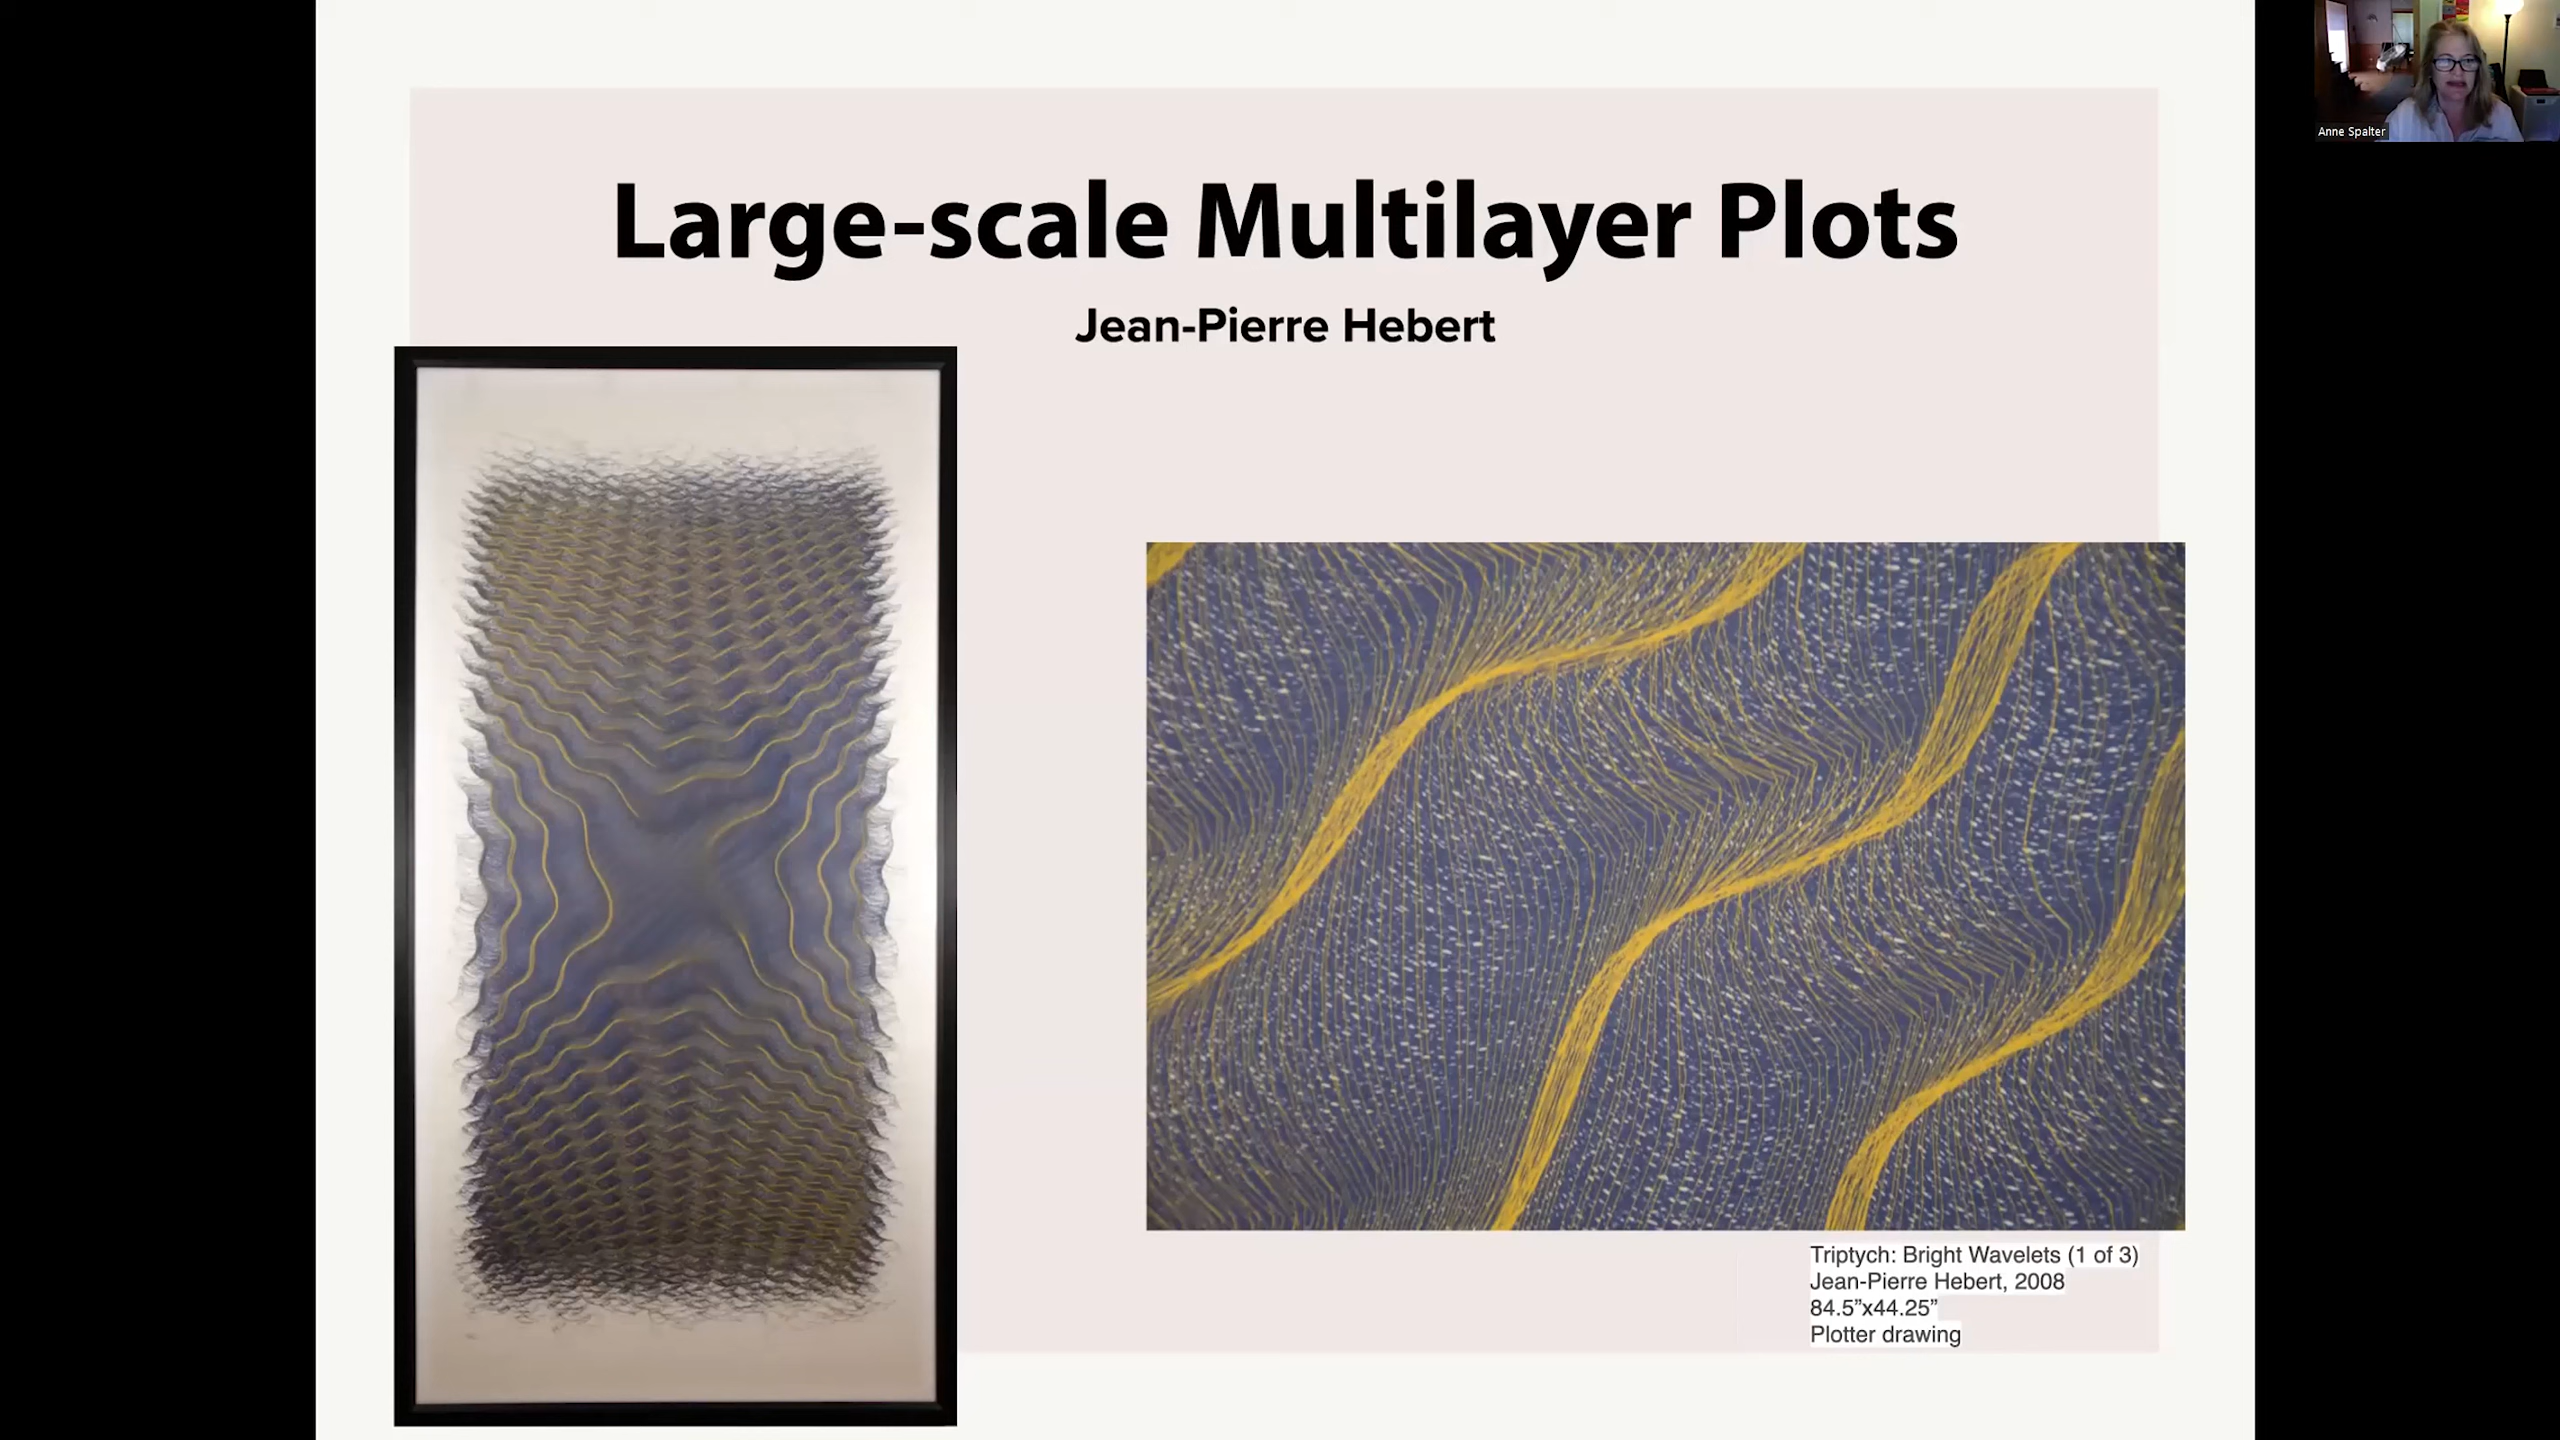 Anne Spalter
Large-scale Multilayer Plots
Jean-Pierre Hebert
Triptych: Bright Wavelets (1 of 3)
Jean-Pierre Hebert, 2008
84.5”x44.25”
Plotter drawing